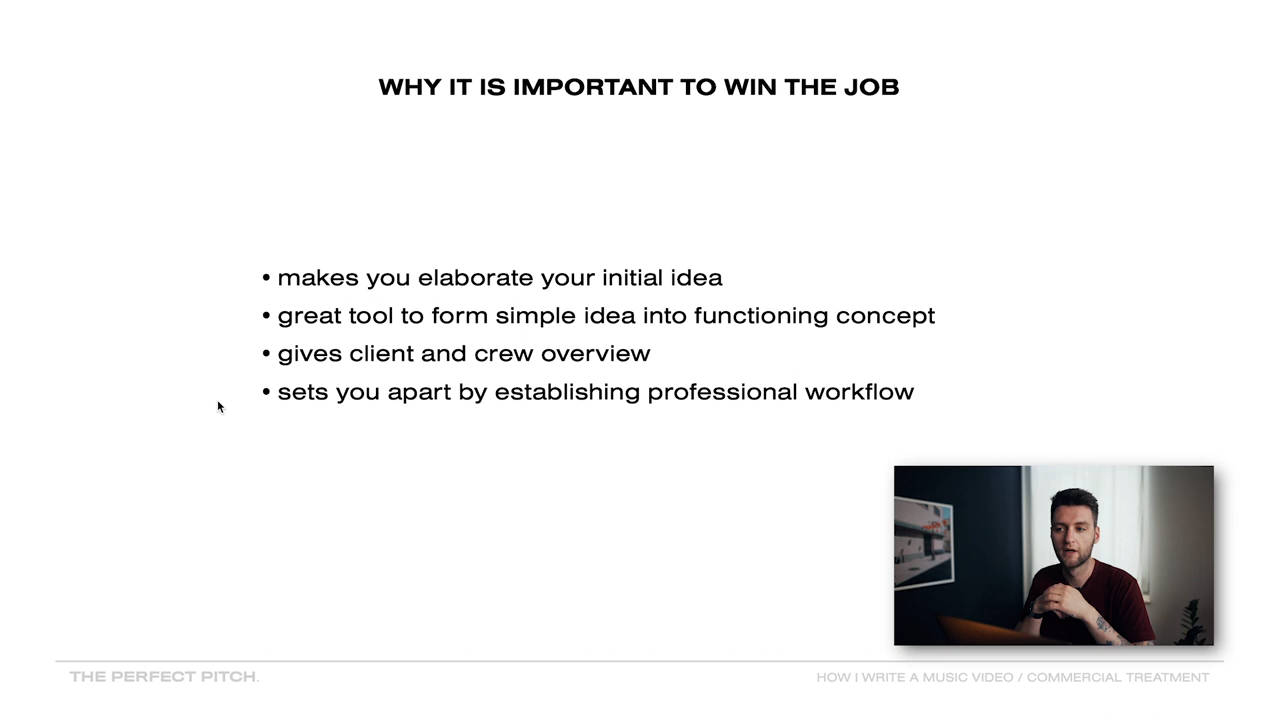 WHY IT IS IMPORTANT TO WIN THE JOB
• makes you elaborate your initial idea
• great tool to form simple idea into functioning concept
• gives client and crew overview
• sets you apart by establishing professional workflow
THE PERFECT PITCH.
HOW I WRITE A MUSIC VIDEO / COMMERCIAL TREATMENT